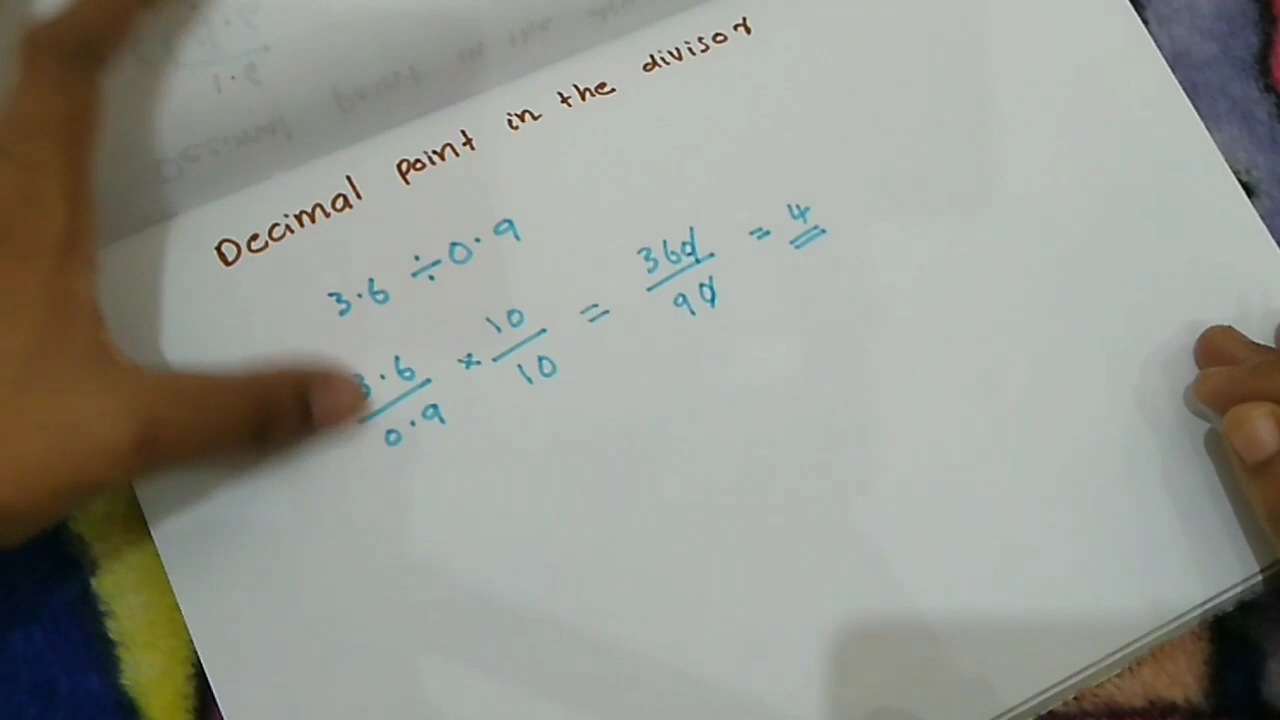 Decimal point in the divisor
3.6 ÷ 0.9
3.6/0.9 × 10/10 = 360/90 = 4